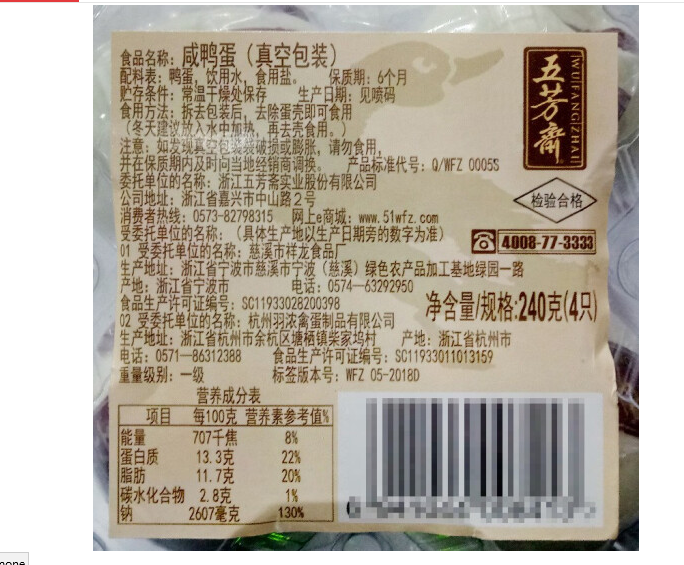 食品名称: 咸鸭蛋（真空包装）
配料表: 鸭蛋, 饮用水, 食用盐。 保质期: 6个月
贮存条件: 常温干燥处保存 生产日期: 见喷码
食用方法: 拆去包装后, 去除蛋壳即可食用
（冬天建议放入水中加热, 再去壳食用。）
注意: 如发现真空包装袋破损或膨胀, 请勿食用,
并在保质期内及时向当地经销商调换。 产品标准代号: Q/WFZ 0005S
委托单位的名称: 浙江五芳斋实业股份有限公司
公司地址: 浙江省嘉兴市中山路2号
消费者热线: 0573-82798315 网上e商城: www.51wfz.com
受委托单位的名称: （具体生产地以生产日期旁的数字为准）
01 受委托单位的名称: 慈溪市祥龙食品厂
生产地址: 浙江省宁波市慈溪市宁波（慈溪）绿色农产品加工基地绿园一路
产地: 浙江省宁波市 电话: 0574—63292950
食品生产许可证编号: SC11933028200398
02 受委托单位的名称: 杭州羽浓禽蛋制品有限公司
生产地址: 浙江省杭州市余杭区塘栖镇柴家坞村 产地: 浙江省杭州市
电话: 0571—86312388 食品生产许可证编号: SC11933011013159
重量级别: 一级 标签版本号: WFZ 05-2018D
五芳齋
WUFANGZHAI
检验合格
4008-77-3333
净含量/规格:240克(4只)
营养成分表
项目 每100克 营养素参考值%
能量 707千焦 8%
蛋白质 13.3克 22%
脂肪 11.7克 20%
碳水化合物 2.8克 1%
钠 2607毫克 130%